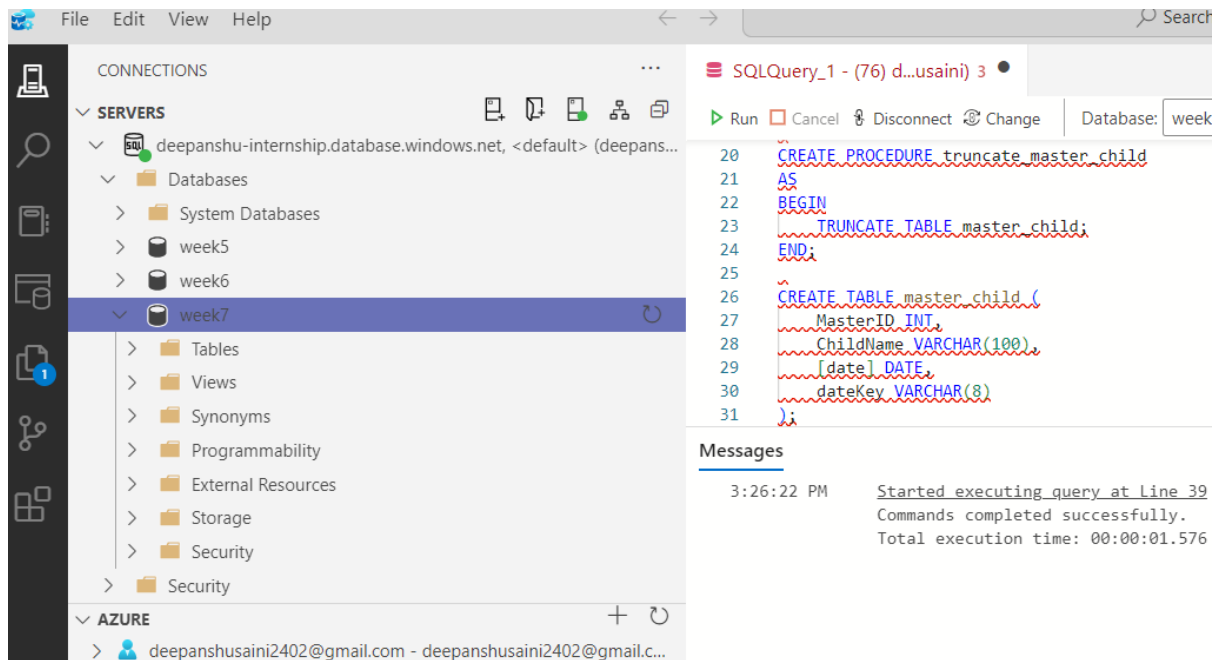 File Edit View Help
Search
CONNECTIONS
SERVERS
deepanshu-internship.database.windows.net, <default> (deepans...
Databases
System Databases
week5
week6
week7
Tables
Views
Synonyms
Programmability
External Resources
Storage
Security
Security
AZURE
deepanshusaini2402@gmail.com - deepanshusaini2402@gmail.c...
1
SQLQuery_1 - (76) d...usaini) 3
Run Cancel Disconnect Change Database: week
20 CREATE PROCEDURE truncate_master_child
21 AS
22 BEGIN
23 TRUNCATE TABLE master_child;
24 END;
25
26 CREATE TABLE master_child (
27 MasterID INT,
28 ChildName VARCHAR(100),
29 [date] DATE,
30 dateKey VARCHAR(8)
31 );
Messages
3:26:22 PM Started executing query at Line 39
Commands completed successfully.
Total execution time: 00:00:01.576